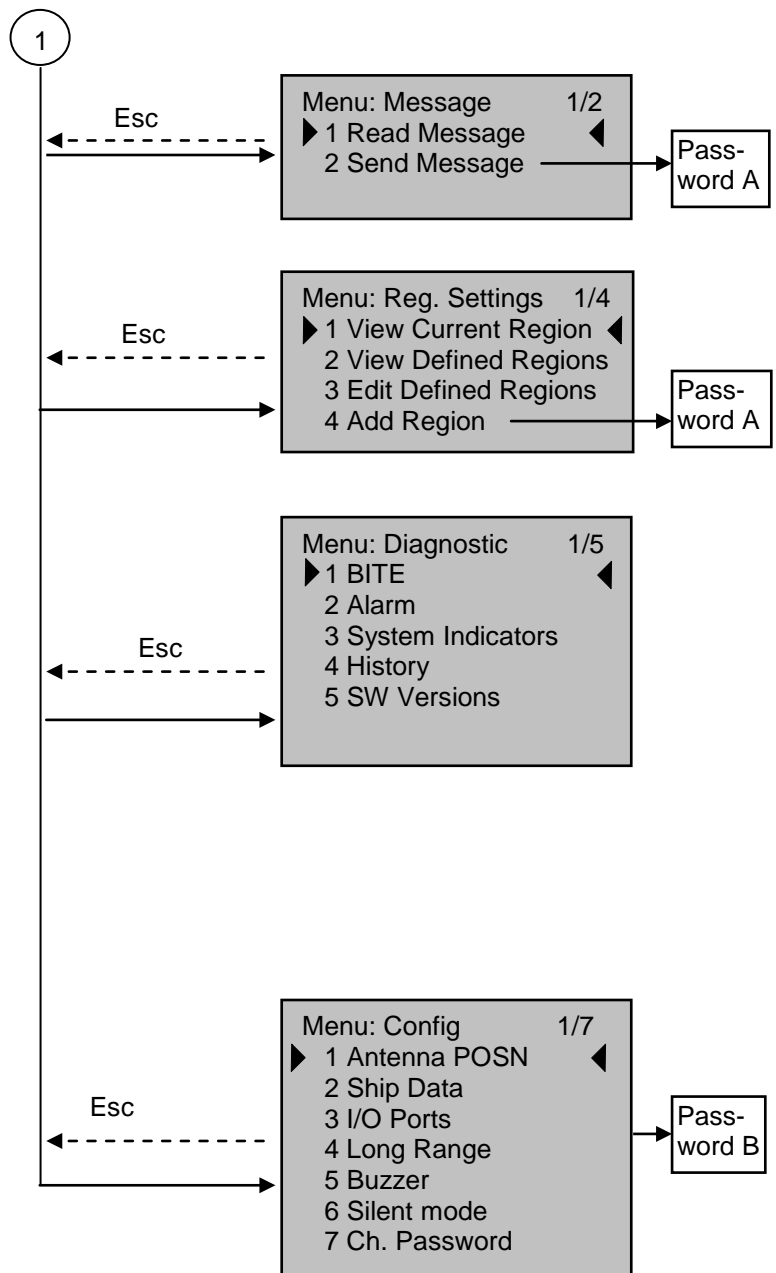 1
Esc
Menu: Message 1/2
1 Read Message
2 Send Message
Pass-
word A
Esc
Menu: Reg. Settings 1/4
1 View Current Region
2 View Defined Regions
3 Edit Defined Regions
4 Add Region
Pass-
word A
Esc
Menu: Diagnostic 1/5
1 BITE
2 Alarm
3 System Indicators
4 History
5 SW Versions
Esc
Menu: Config 1/7
1 Antenna POSN
2 Ship Data
3 I/O Ports
4 Long Range
5 Buzzer
6 Silent mode
7 Ch. Password
Pass-
word B